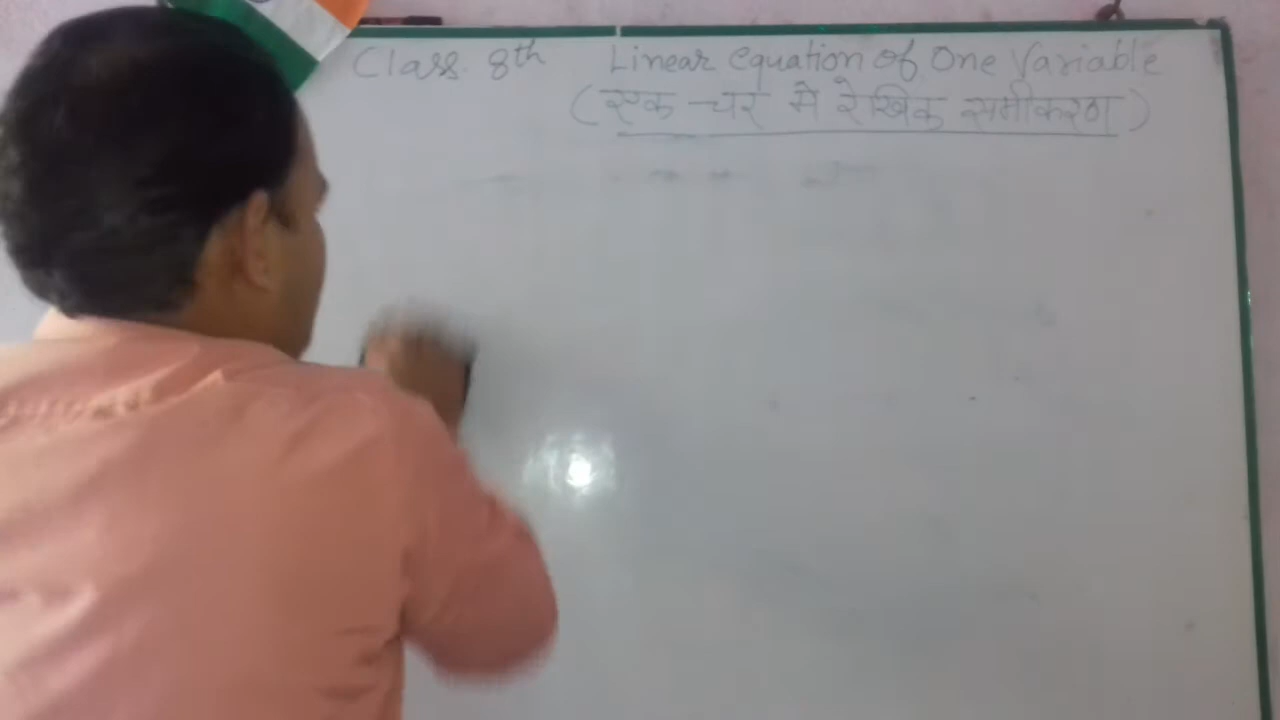 Class 8th Linear equation of One Variable
(एक चर मे रेखिक समीकरण)